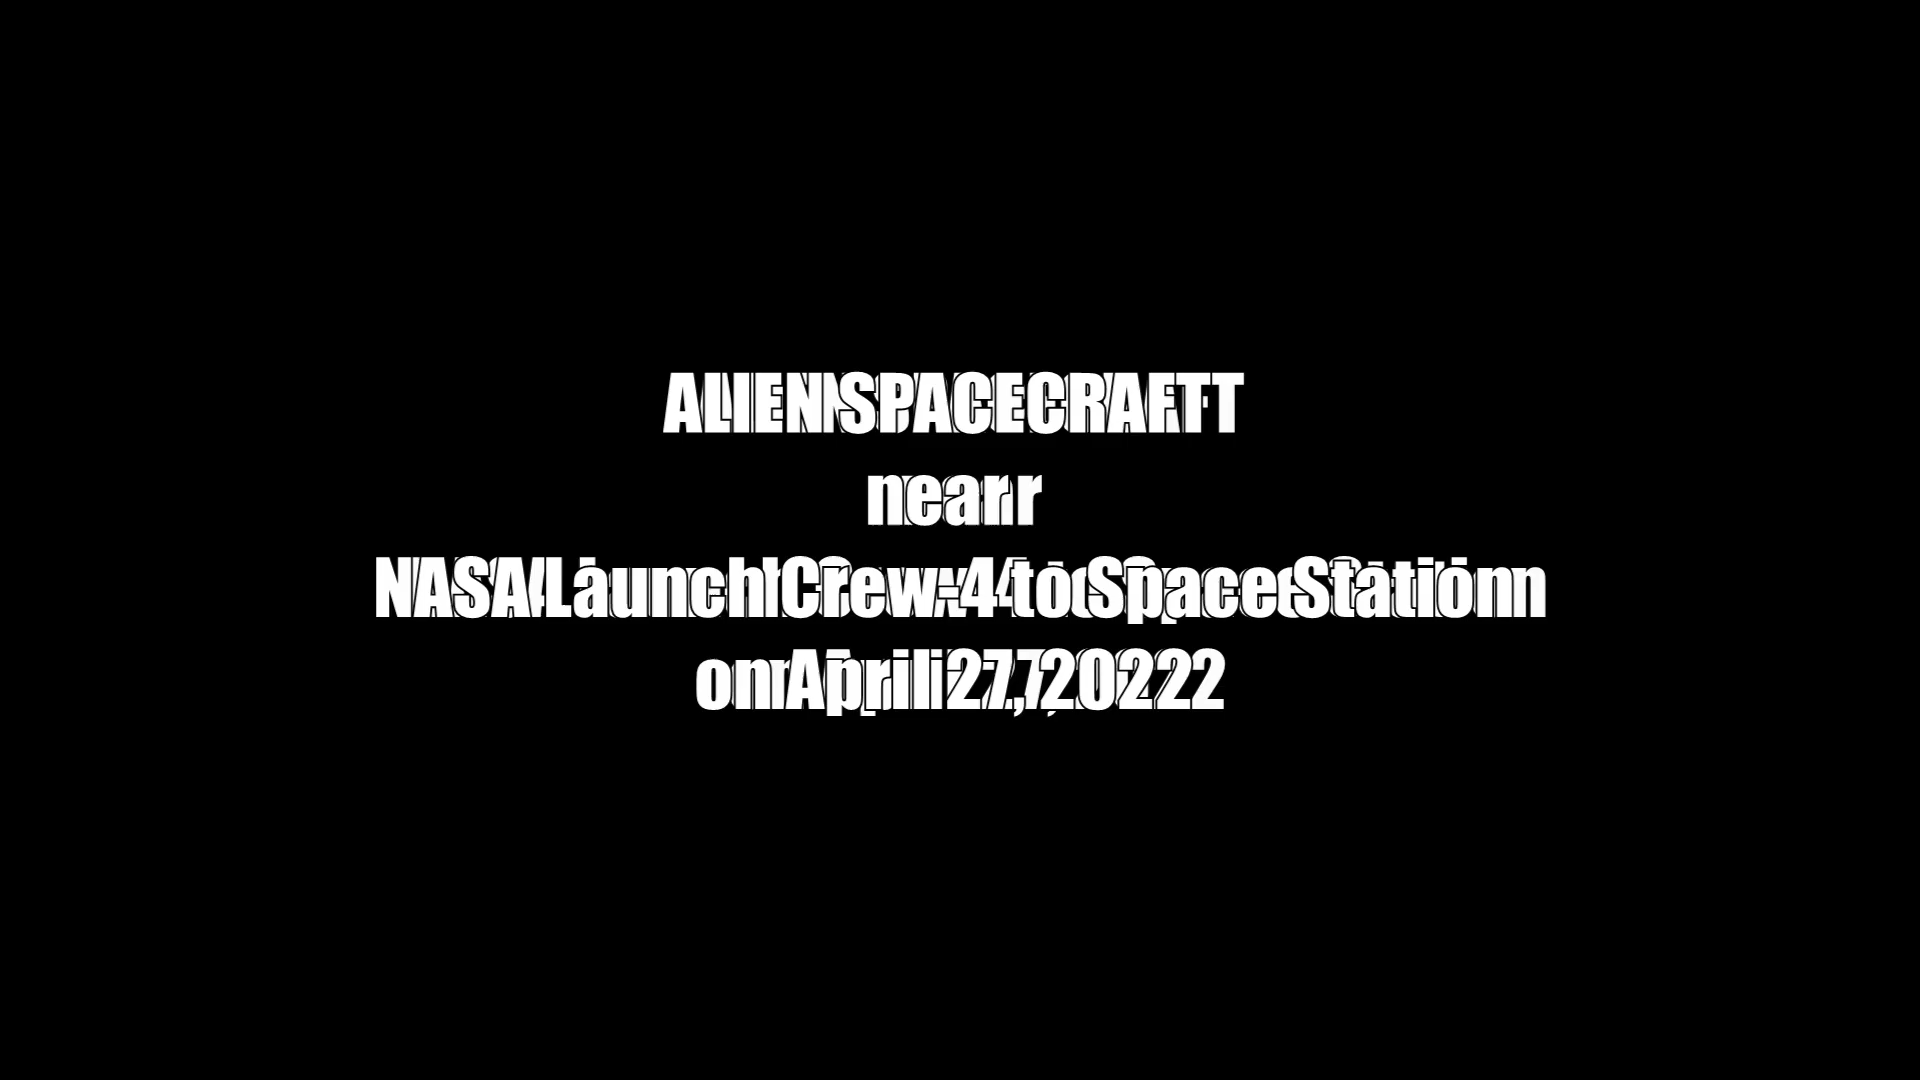 ALIEN SPACECRAFT
near
NASA Launch Crew-4 to Space Station
on April 27, 2022